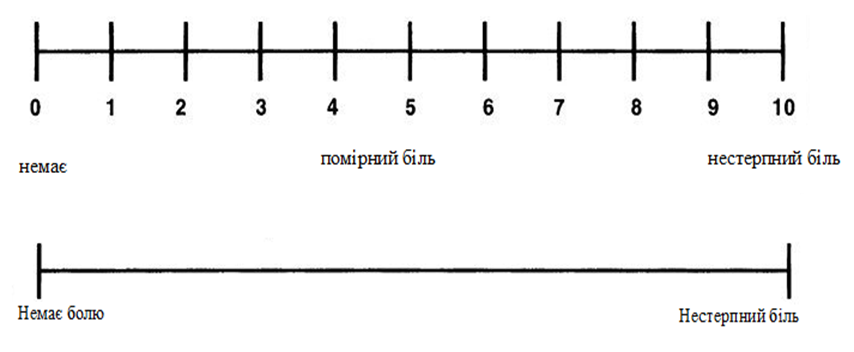 0 1 2 3 4 5 6 7 8 9 10
немає помірний біль нестерпний біль
Немає болю Нестерпний біль